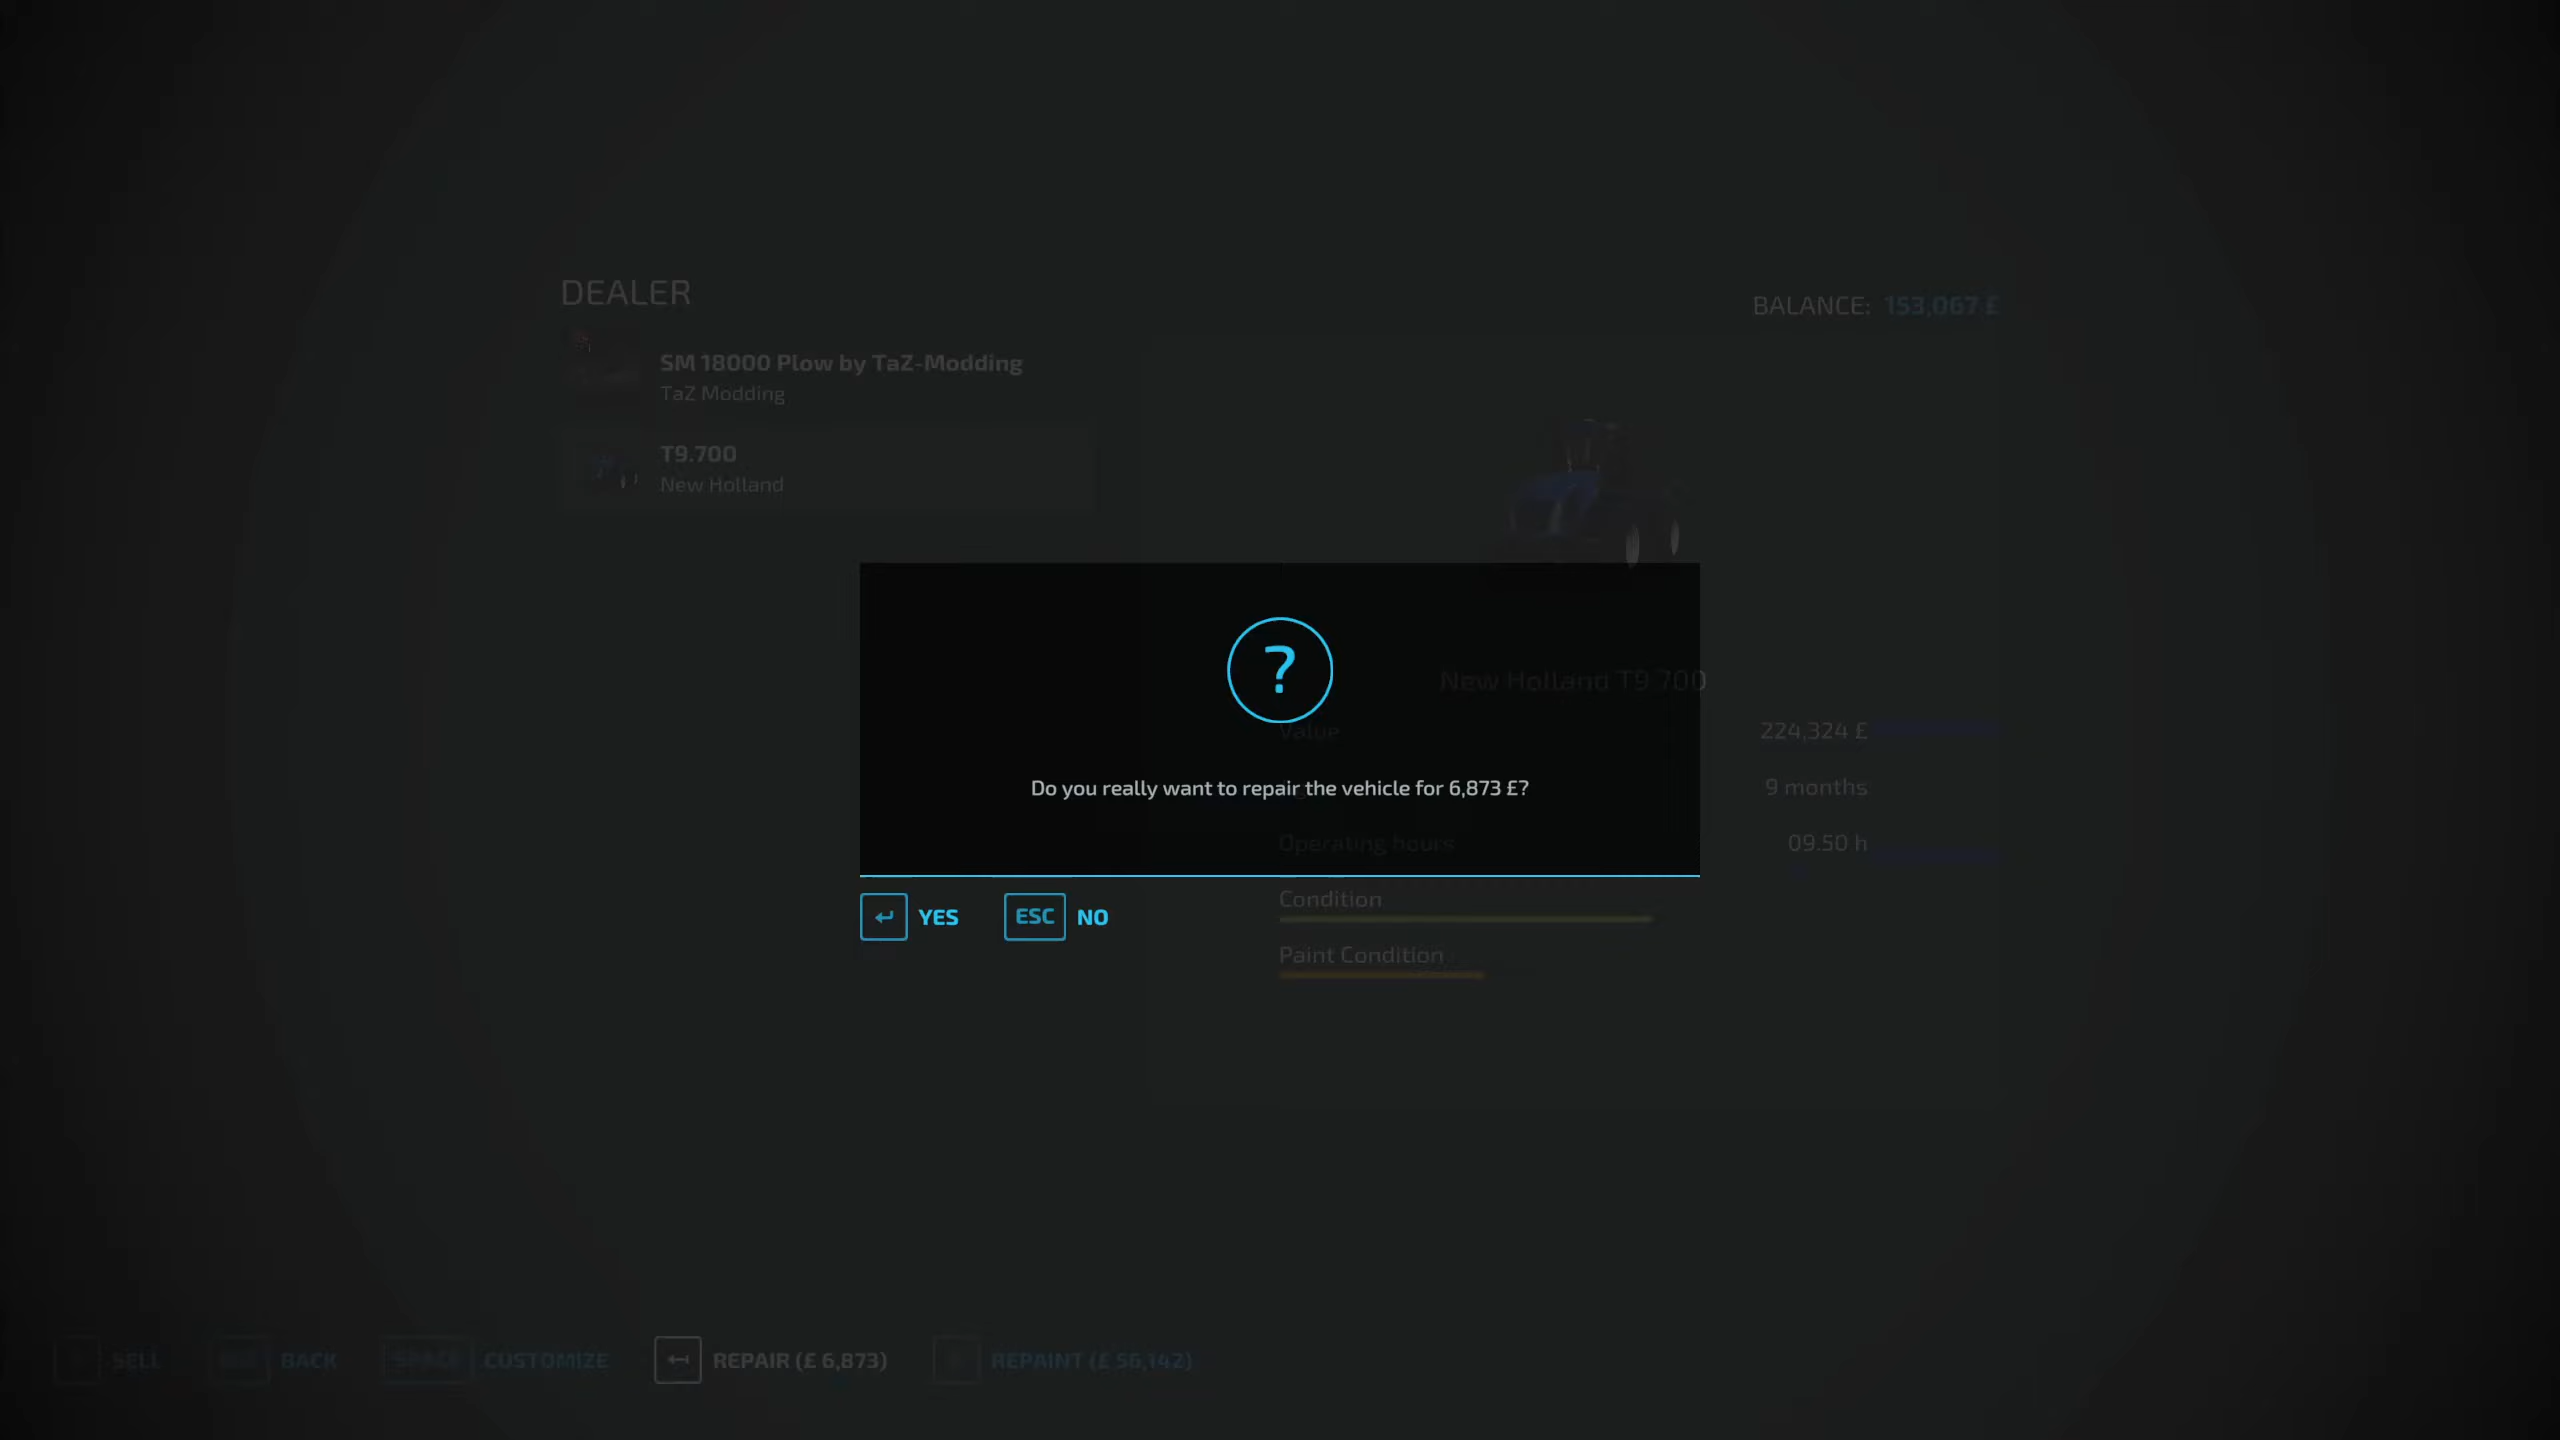 DEALER
BALANCE: 153,067 £
SM 18000 Plow by TaZ-Modding
TaZ Modding
T9.700
New Holland
?
New Holland T9.700
Value
224,324 £
Do you really want to repair the vehicle for 6,873 £?
9 months
Operating hours
09.50 h
Condition
YES
ESC NO
Paint Condition
SELL
BACK
SPACE CUSTOMIZE
REPAIR (£ 6,873)
REPAINT (£ 56,142)